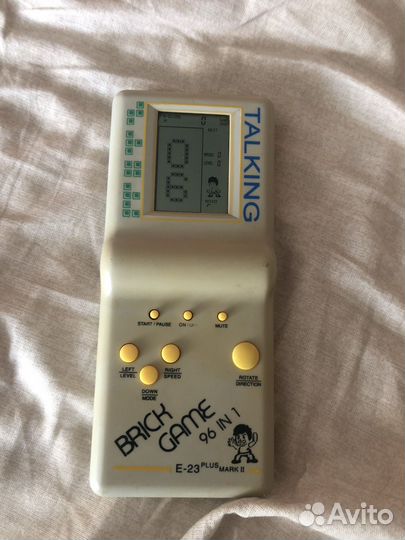 TALKING
NEXT
START / PAUSE
ON / OFF
MUTE
LEFT
LEVEL
RIGHT
SPEED
DOWN
MODE
ROTATE
DIRECTION
BRICK
GAME
96 IN 1
E-23 PLUS MARK II
Avito